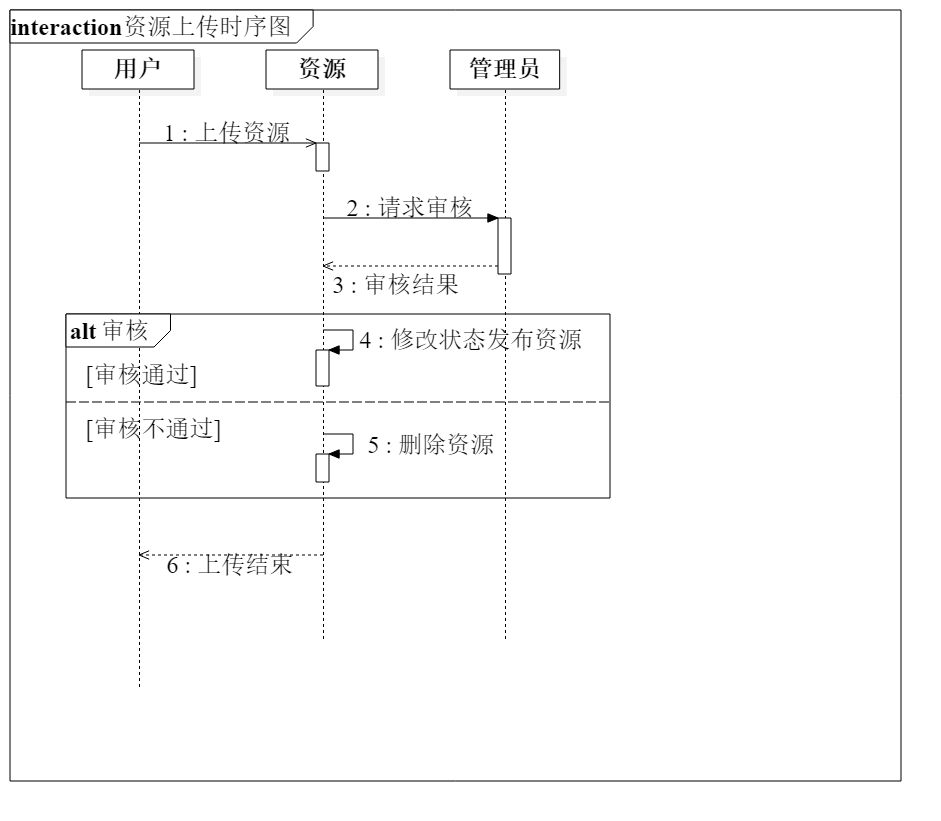 interaction资源上传时序图
用户
资源
管理员
1 : 上传资源
2 : 请求审核
3 : 审核结果
alt 审核
4 : 修改状态发布资源
[审核通过]
[审核不通过]
5 : 删除资源
6 : 上传结束